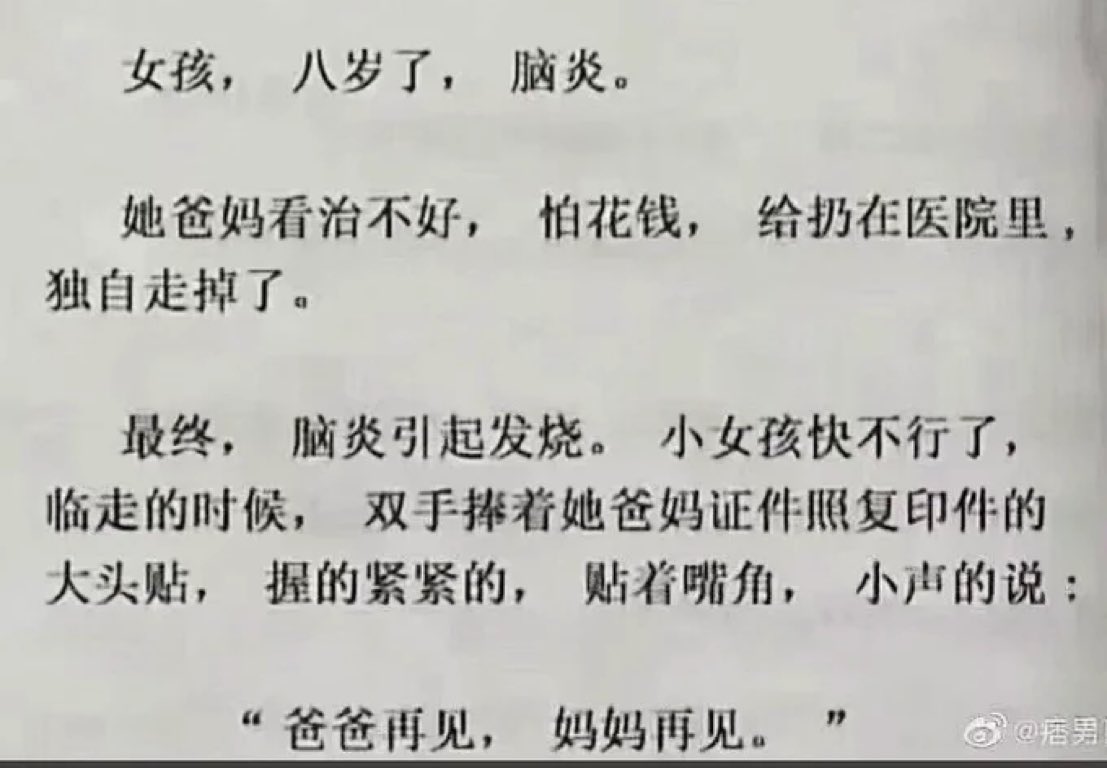 女孩，八岁了，脑炎。
她爸妈看治不好，怕花钱，给扔在医院里，
独自走掉了。
最终，脑炎引起发烧。小女孩快不行了，
临走的时候，双手捧着她爸妈证件照复印件的
大头贴，握的紧紧的，贴着嘴角，小声的说：
“爸爸再见，妈妈再见。”
@痞男